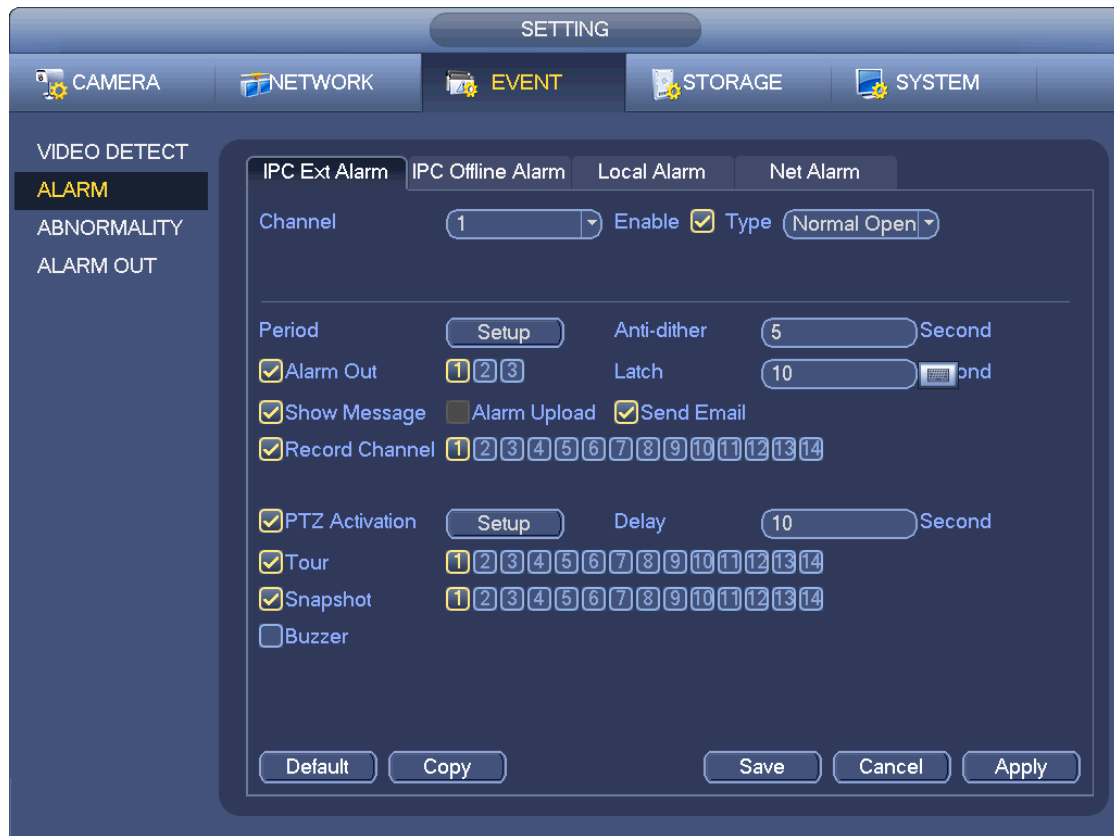 SETTING
CAMERA NETWORK EVENT STORAGE SYSTEM
VIDEO DETECT
ALARM
ABNORMALITY
ALARM OUT
IPC Ext Alarm IPC Offline Alarm Local Alarm Net Alarm
Channel 1 Enable Type Normal Open
Period Setup Anti-dither 5 Second
Alarm Out 1 2 3 Latch 10 ond
Show Message Alarm Upload Send Email
Record Channel 1 2 3 4 5 6 7 8 9 10 11 12 13 14
PTZ Activation Setup Delay 10 Second
Tour 1 2 3 4 5 6 7 8 9 10 11 12 13 14
Snapshot 1 2 3 4 5 6 7 8 9 10 11 12 13 14
Buzzer
Default Copy Save Cancel Apply